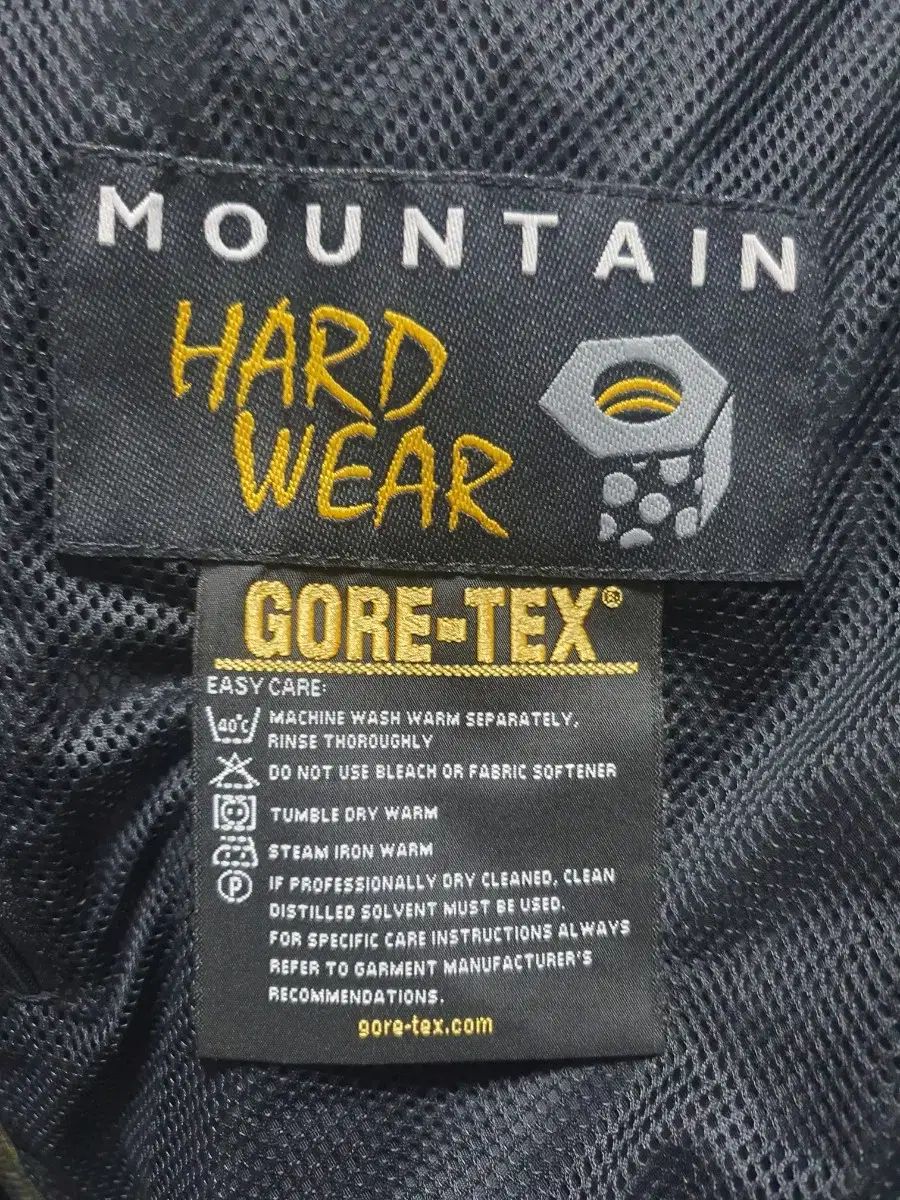 MOUNTAIN
HARD
WEAR
GORE-TEX®
EASY CARE:
40°C MACHINE WASH WARM SEPARATELY,
RINSE THOROUGHLY
DO NOT USE BLEACH OR FABRIC SOFTENER
TUMBLE DRY WARM
STEAM IRON WARM
P IF PROFESSIONALLY DRY CLEANED, CLEAN
DISTILLED SOLVENT MUST BE USED.
FOR SPECIFIC CARE INSTRUCTIONS ALWAYS
REFER TO GARMENT MANUFACTURER'S
RECOMMENDATIONS.
gore-tex.com